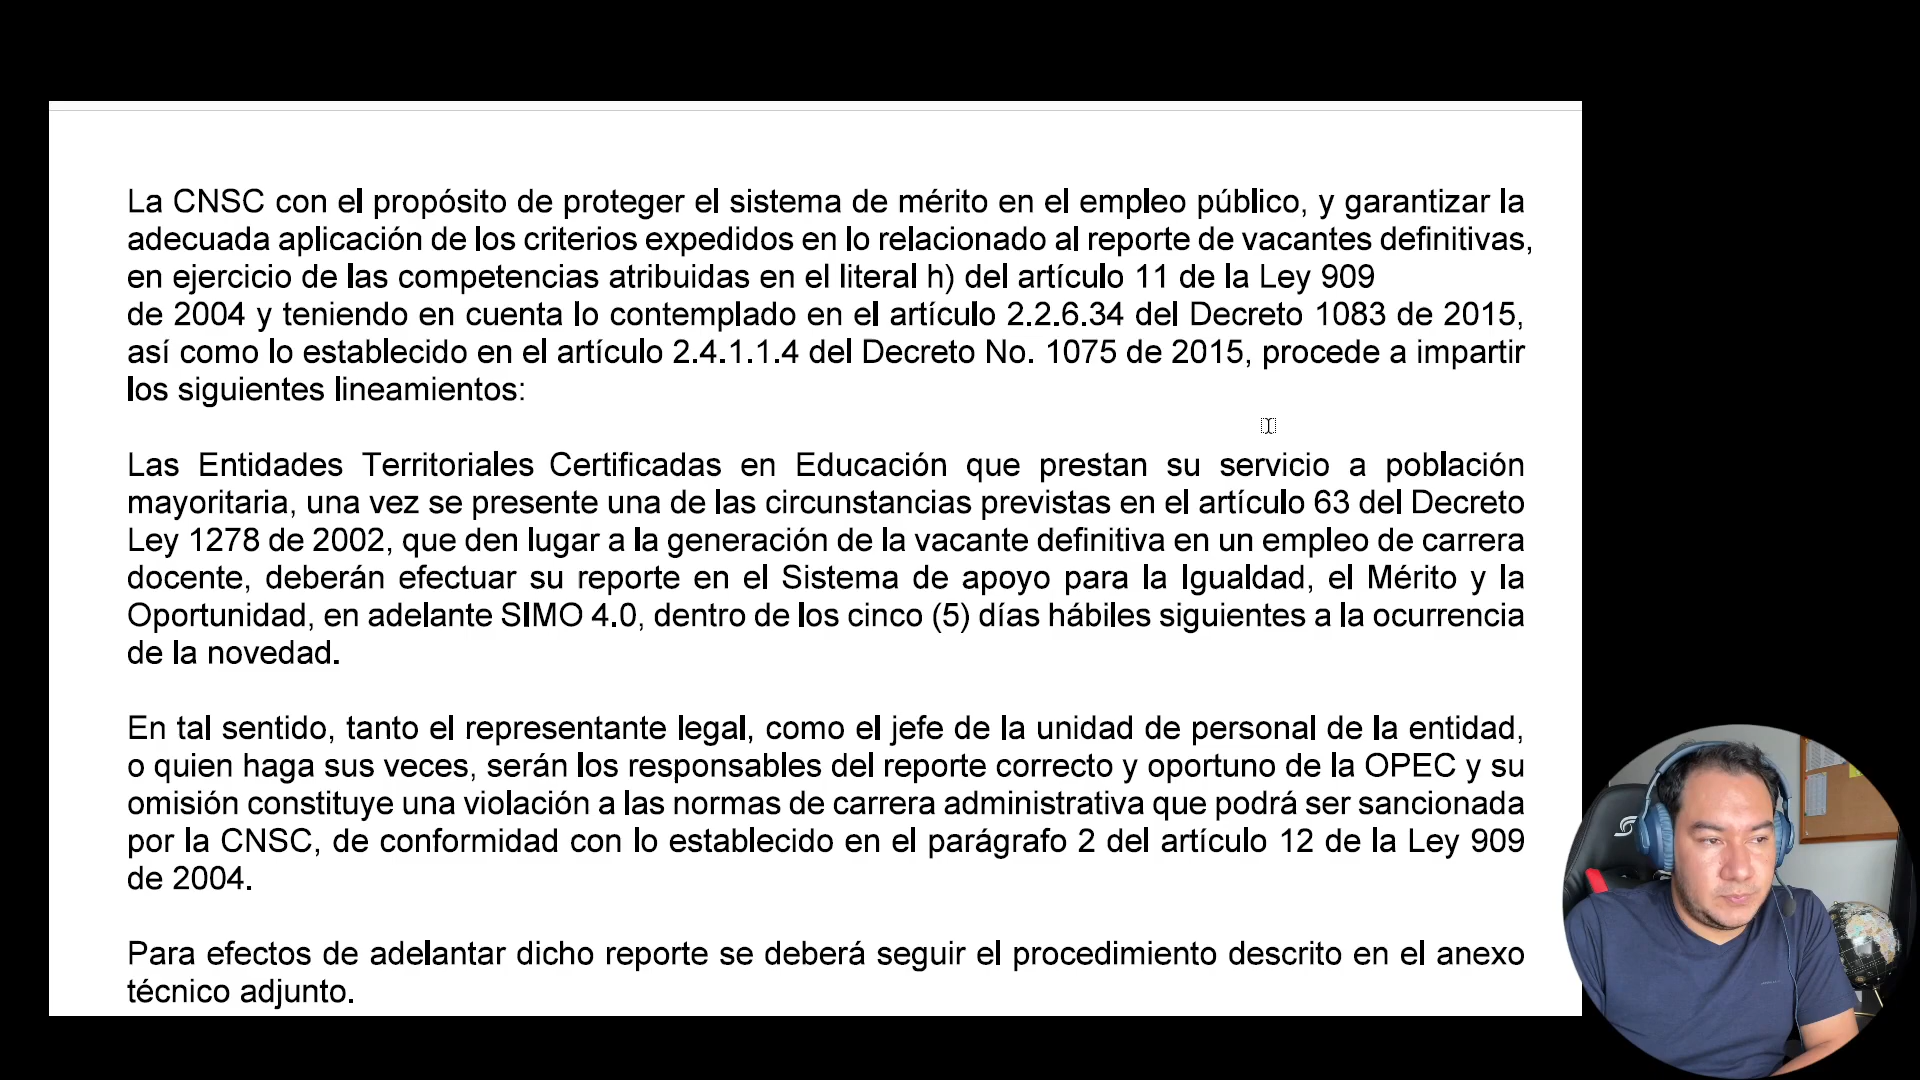 La CNSC con el propósito de proteger el sistema de mérito en el empleo público, y garantizar la
adecuada aplicación de los criterios expedidos en lo relacionado al reporte de vacantes definitivas,
en ejercicio de las competencias atribuidas en el literal h) del artículo 11 de la Ley 909
de 2004 y teniendo en cuenta lo contemplado en el artículo 2.2.6.34 del Decreto 1083 de 2015,
así como lo establecido en el artículo 2.4.1.1.4 del Decreto No. 1075 de 2015, procede a impartir
los siguientes lineamientos:
Las Entidades Territoriales Certificadas en Educación que prestan su servicio a población
mayoritaria, una vez se presente una de las circunstancias previstas en el artículo 63 del Decreto
Ley 1278 de 2002, que den lugar a la generación de la vacante definitiva en un empleo de carrera
docente, deberán efectuar su reporte en el Sistema de apoyo para la Igualdad, el Mérito y la
Oportunidad, en adelante SIMO 4.0, dentro de los cinco (5) días hábiles siguientes a la ocurrencia
de la novedad.
En tal sentido, tanto el representante legal, como el jefe de la unidad de personal de la entidad,
o quien haga sus veces, serán los responsables del reporte correcto y oportuno de la OPEC y su
omisión constituye una violación a las normas de carrera administrativa que podrá ser sancionada
por la CNSC, de conformidad con lo establecido en el parágrafo 2 del artículo 12 de la Ley 909
de 2004.
Para efectos de adelantar dicho reporte se deberá seguir el procedimiento descrito en el anexo
técnico adjunto.